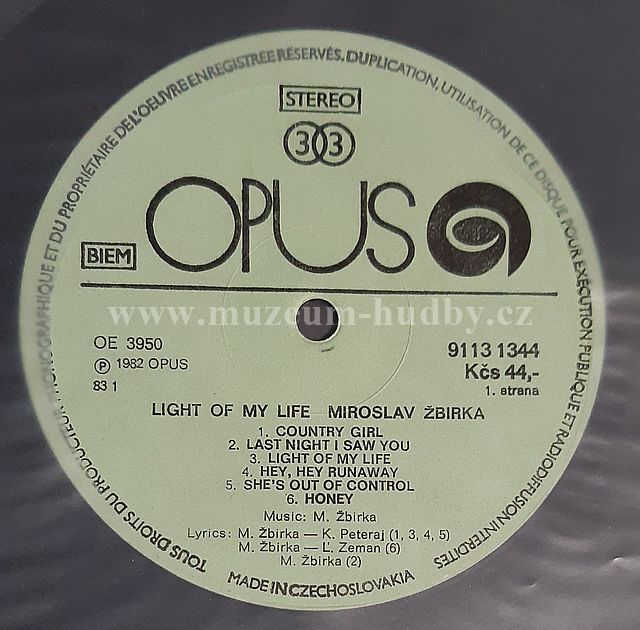 TOUS DROITS DU PRODUCTEUR PHONOGRAPHIQUE ET DU PROPRIÉTAIRE DE L'OEUVRE ENREGISTREE RÉSERVÉS. DUPLICATION, UTILISATION DE CE DISQUE POUR EXÉCUTION PUBLIQUE ET RADIODIFFUSION INTERDITES
STEREO
33
OPUS
BIEM
www.muzeum-hudby.cz
OE 3950
Ⓟ 1982 OPUS
83 1
9113 1344
Kčs 44,-
1. strana
LIGHT OF MY LIFE MIROSLAV ŽBIRKA
1. COUNTRY GIRL
2. LAST NIGHT I SAW YOU
3. LIGHT OF MY LIFE
4. HEY, HEY RUNAWAY
5. SHE'S OUT OF CONTROL
6. HONEY
Music: M. Žbirka
Lyrics: M. Žbirka — K. Peteraj (1, 3, 4, 5)
M. Žbirka — Ľ. Zeman (6)
M. Žbirka (2)
MADE IN CZECHOSLOVAKIA